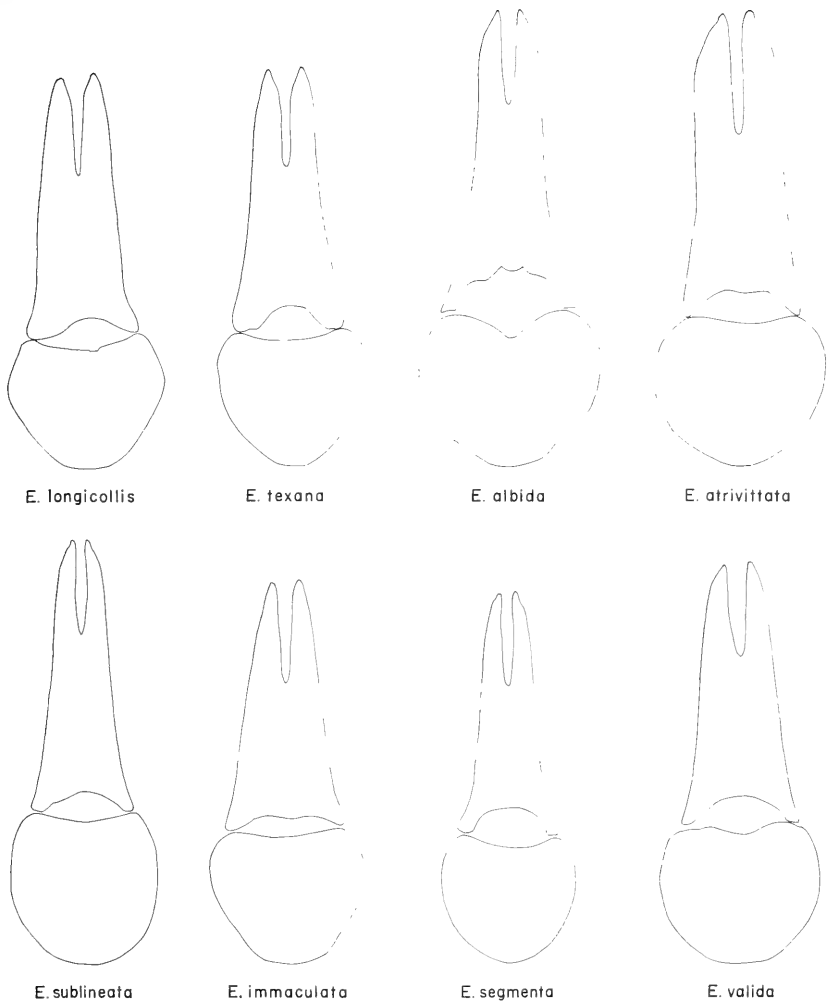 E. longicollis E. texana E. albida E. atrivittata
E. sublineata E. immaculata E. segmenta E. valida